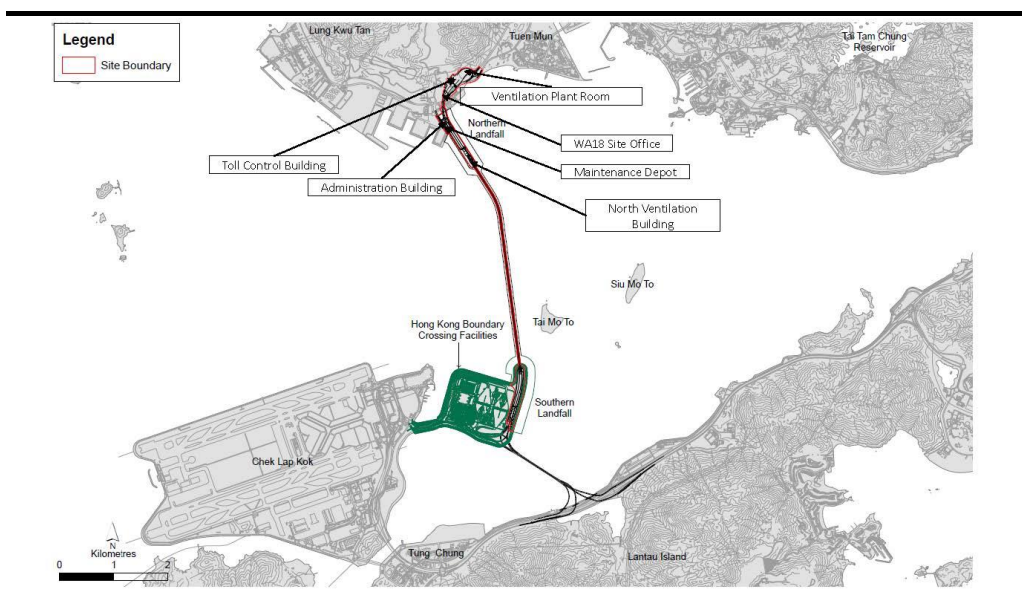 Legend
Site Boundary
Lung Kwu Tan
Tuen Mun
Tai Tam Chung
Reservoir
Ventilation Plant Room
Northern
Landfall
WA18 Site Office
Toll Control Building
Maintenance Depot
Administration Building
North Ventilation
Building
Siu Mo To
Tai Mo To
Hong Kong Boundary
Crossing Facilities
Southern
Landfall
Chek Lap Kok
N
Kilometres
0 1 2
Tung Chung
Lantau Island